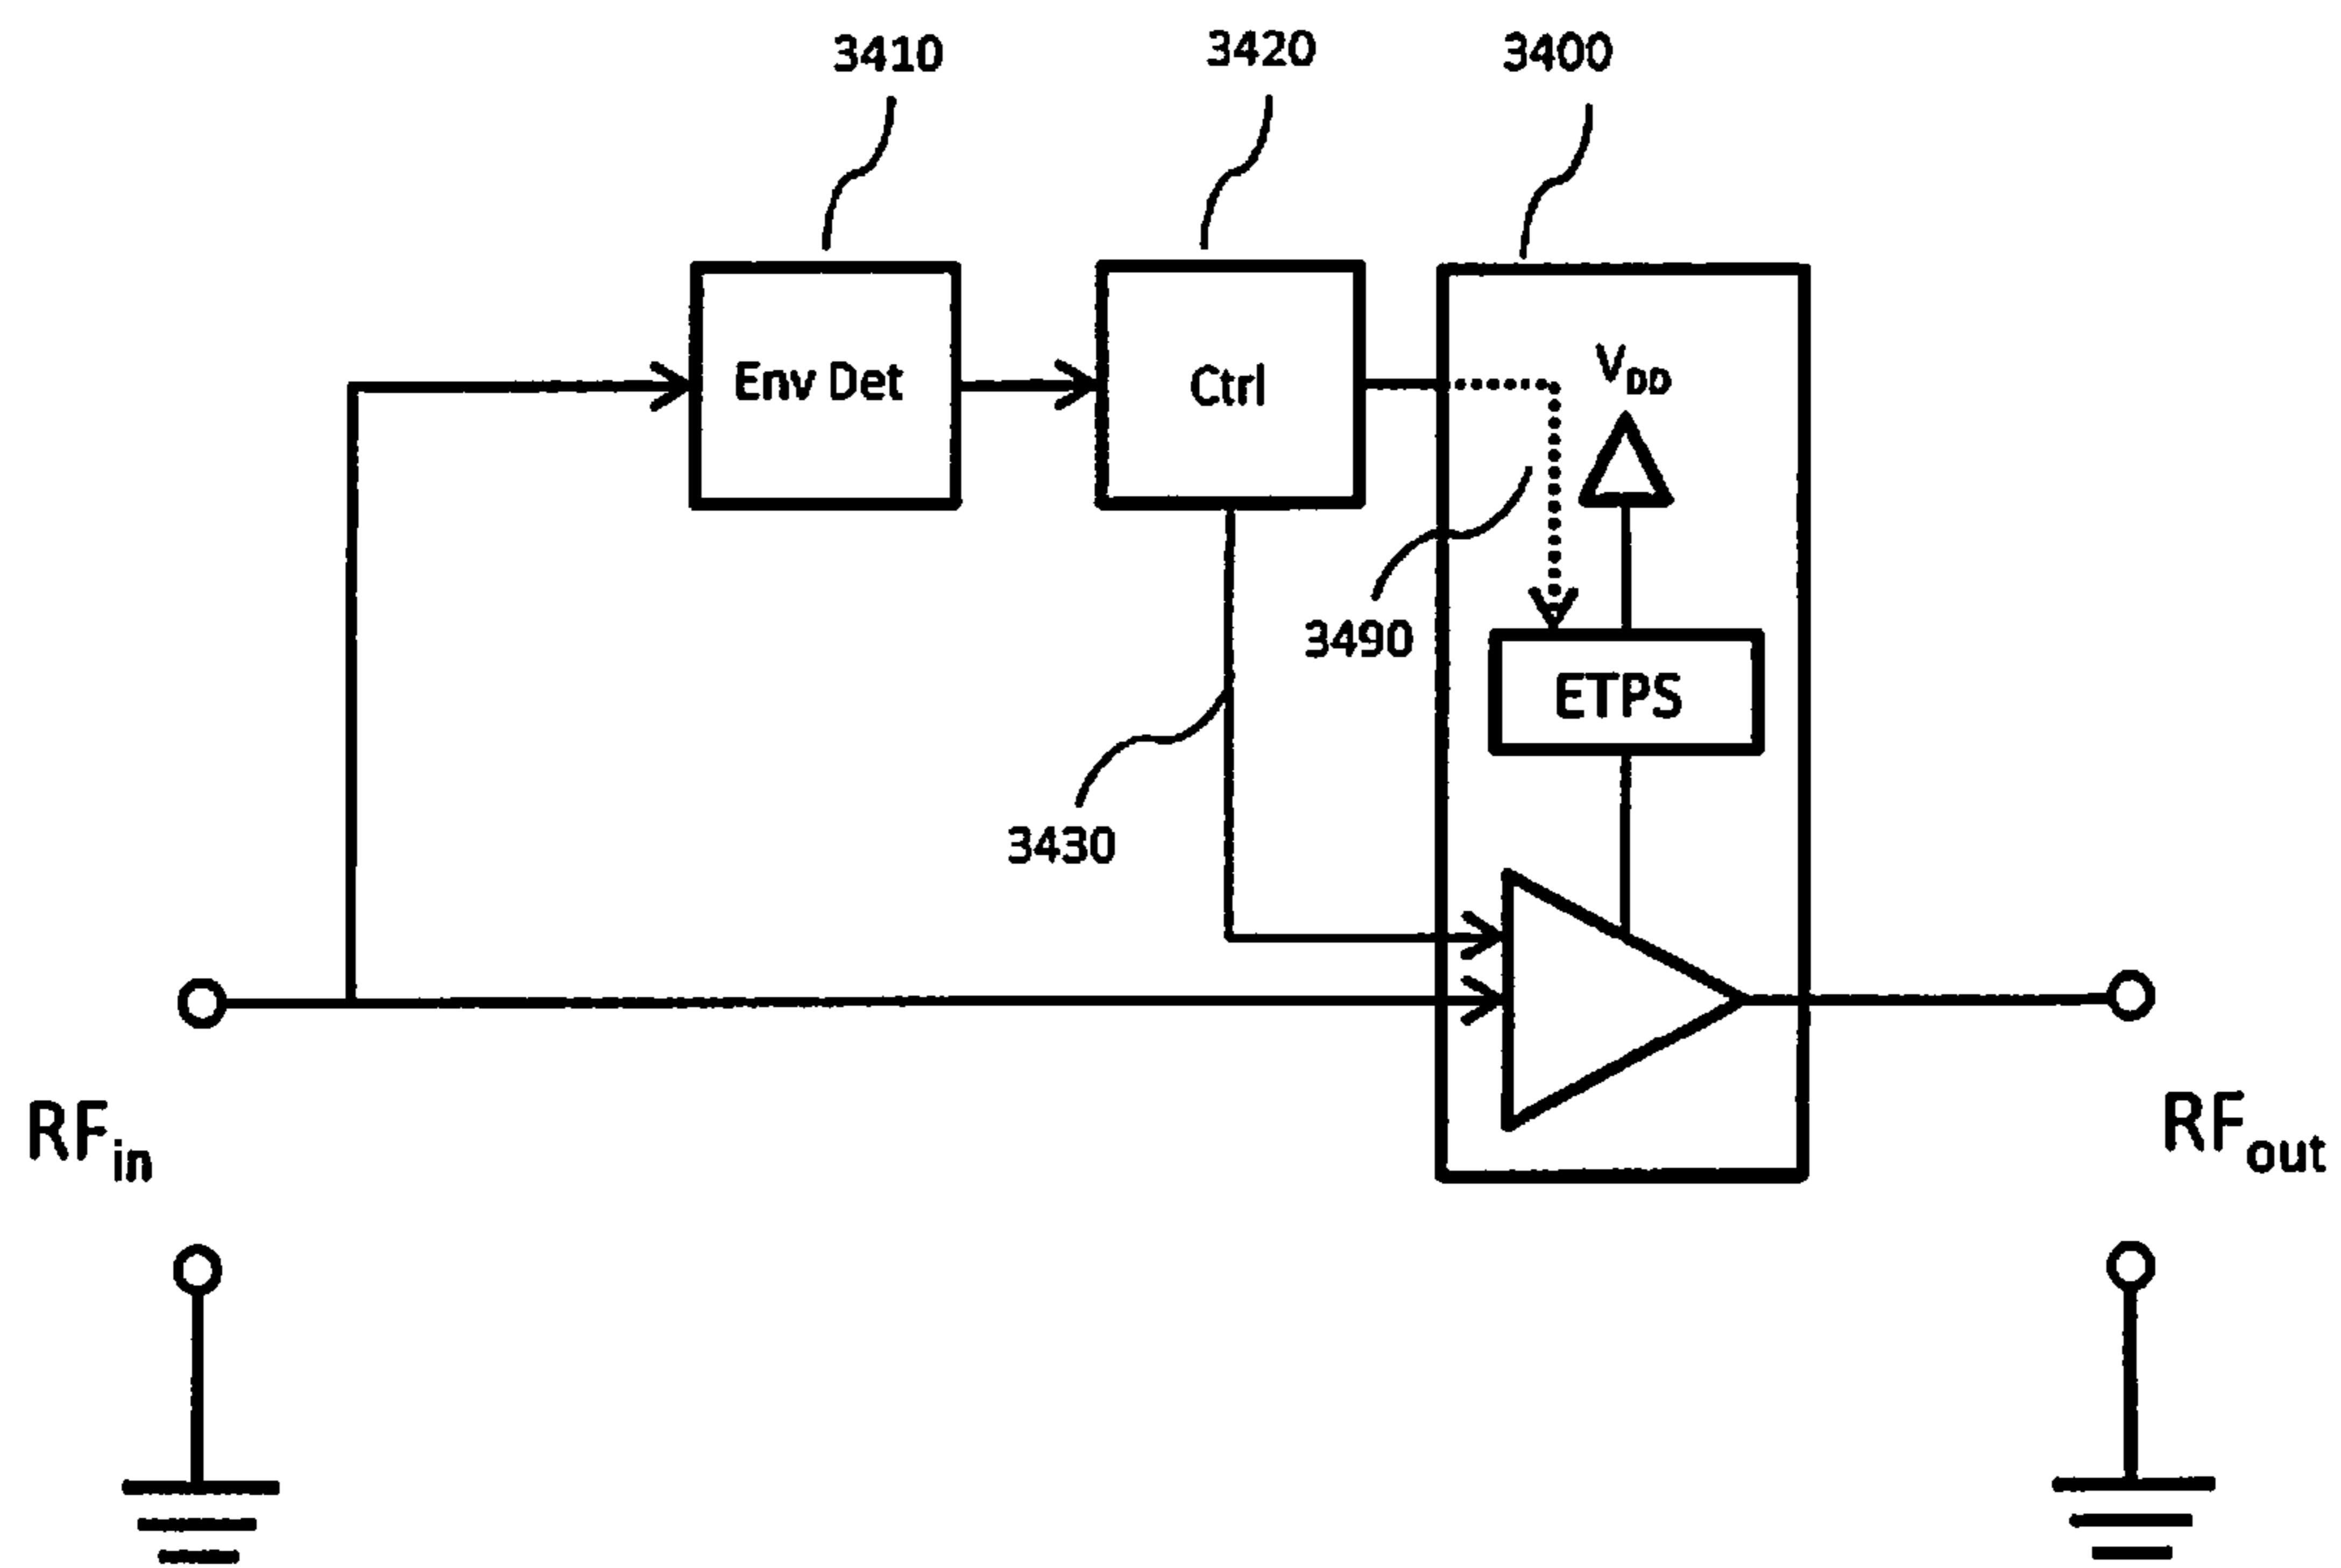 3410
3420
3400
Env Det
Ctrl
VDD
3490
ETPS
3430
RFin
RFout